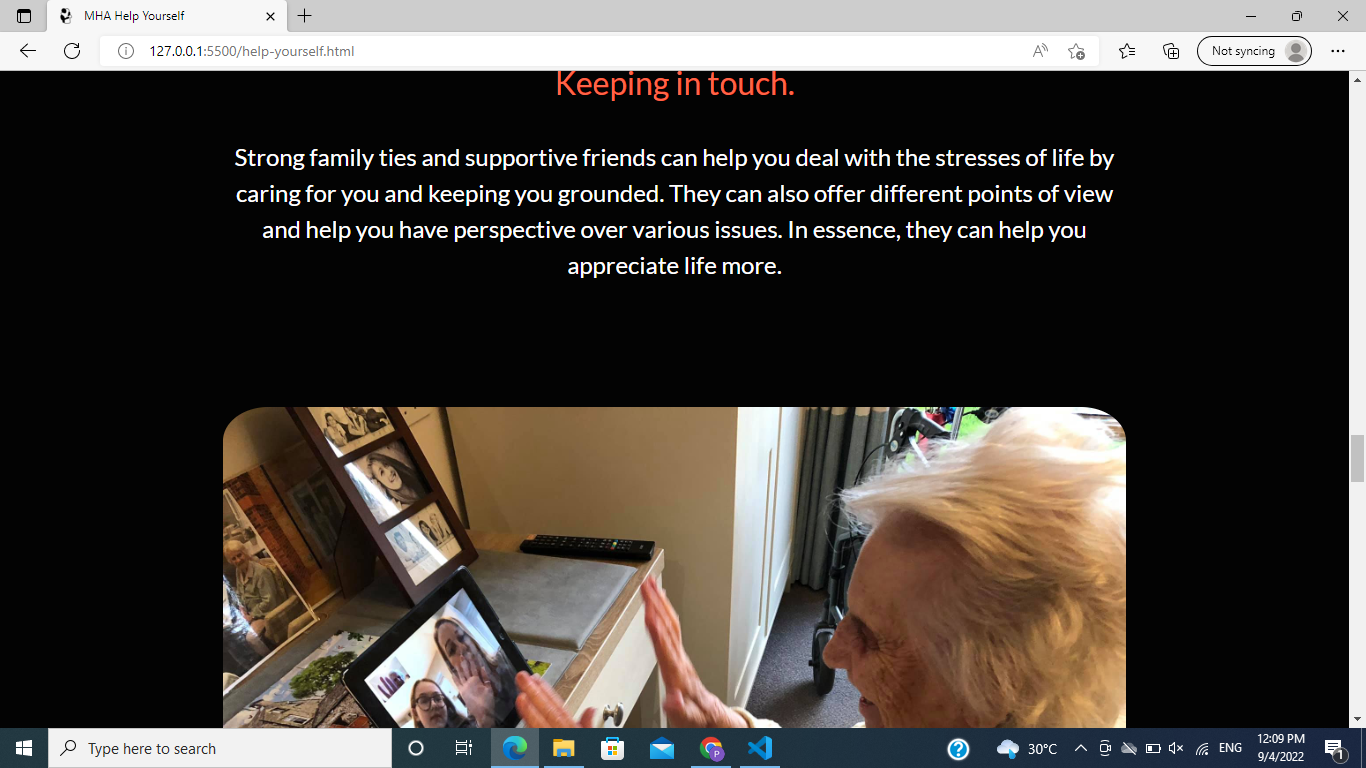 MHA Help Yourself
127.0.0.1:5500/help-yourself.html
Not syncing
Keeping in touch.
Strong family ties and supportive friends can help you deal with the stresses of life by
caring for you and keeping you grounded. They can also offer different points of view
and help you have perspective over various issues. In essence, they can help you
appreciate life more.
Type here to search
P
30°C
ENG
12:09 PM
9/4/2022
1